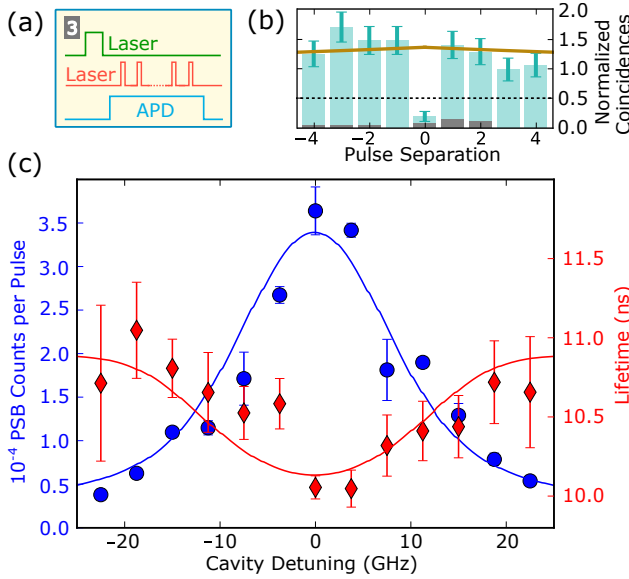 (a)
3
Laser
Laser
APD
(b)
2.0
1.5
1.0
0.5
0.0
Normalized
Coincidences
−4 −2 0 2 4
Pulse Separation
(c)
3.5
3.0
2.5
2.0
1.5
1.0
0.5
0.0
10⁻⁴ PSB Counts per Pulse
11.5
11.0
10.5
10.0
Lifetime (ns)
−20 −10 0 10 20
Cavity Detuning (GHz)